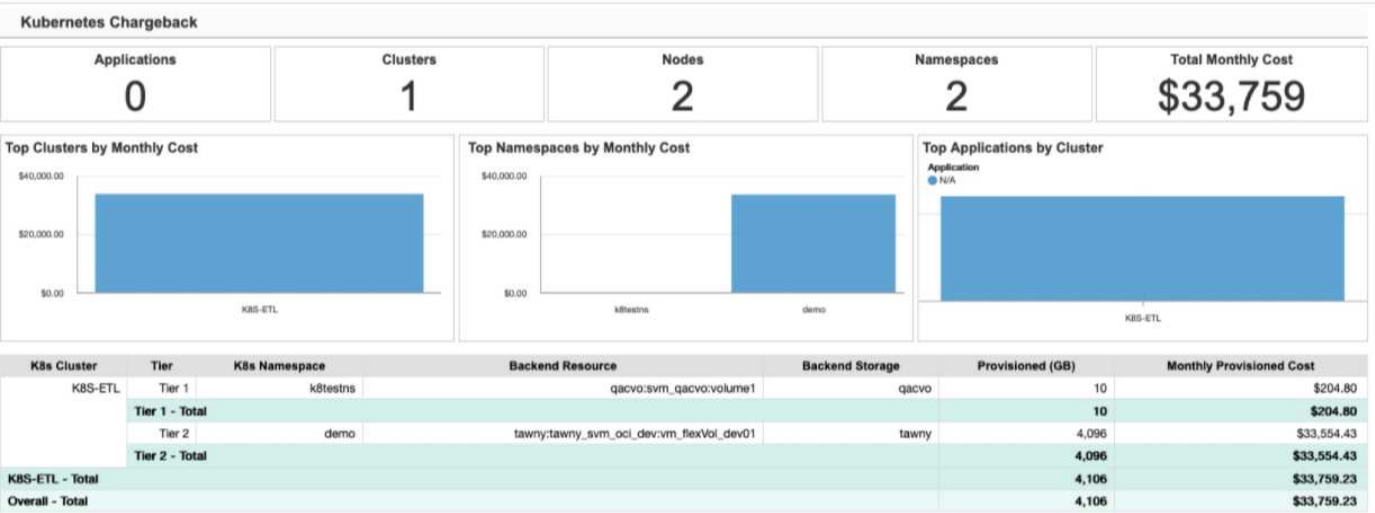 Kubernetes Chargeback
Applications
0
Clusters
1
Nodes
2
Namespaces
2
Total Monthly Cost
$33,759
Top Clusters by Monthly Cost
$40,000.00
$20,000.00
$0.00
K8S-ETL
Top Namespaces by Monthly Cost
$40,000.00
$20,000.00
$0.00
k8testns demo
Top Applications by Cluster
Application
N/A
K8S-ETL
K8s Cluster Tier K8s Namespace Backend Resource Backend Storage Provisioned (GB) Monthly Provisioned Cost
K8S-ETL Tier 1 k8testns qacvo:svm_qacvo:volume1 qacvo 10 $204.80
Tier 1 - Total 10 $204.80
Tier 2 demo tawny:tawny_svm_oci_dev:vm_flexVol_dev01 tawny 4,096 $33,554.43
Tier 2 - Total 4,096 $33,554.43
K8S-ETL - Total 4,106 $33,759.23
Overall - Total 4,106 $33,759.23